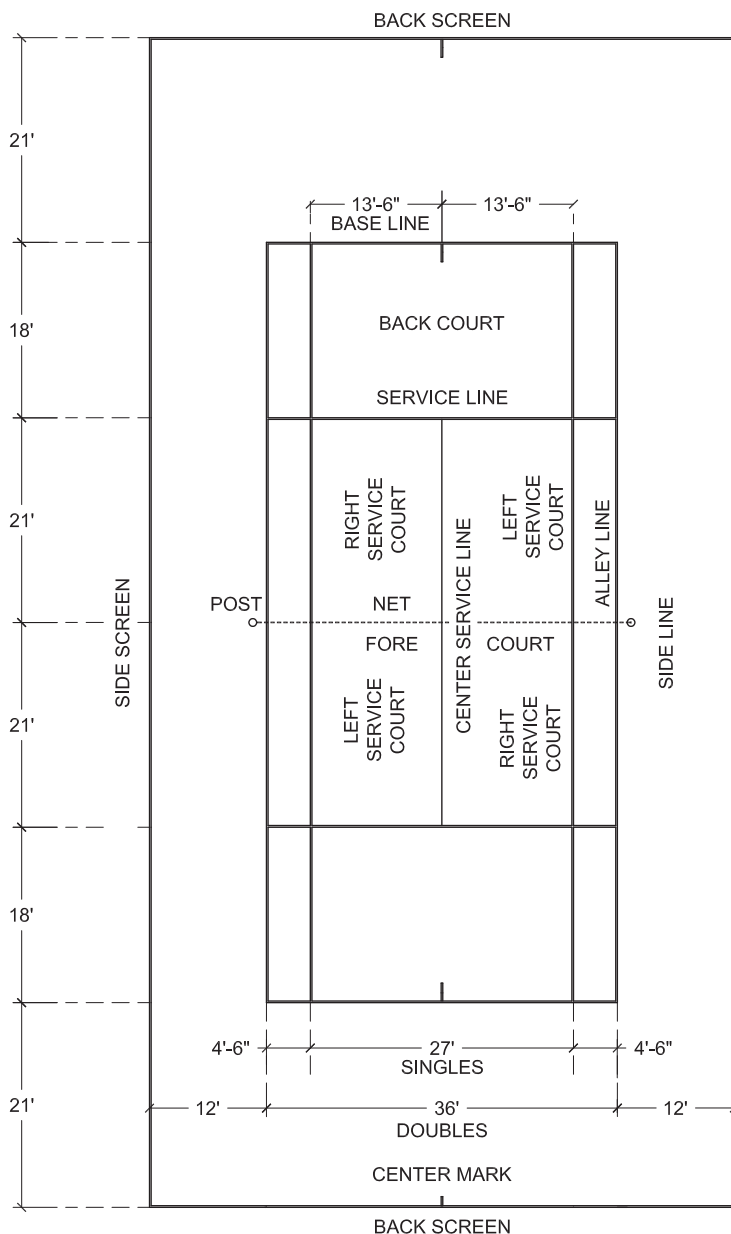 BACK SCREEN
21'
13'-6" 13'-6"
BASE LINE
BACK COURT
18'
SERVICE LINE
RIGHT
SERVICE
COURT
LEFT
SERVICE
COURT
21'
CENTER SERVICE LINE
ALLEY LINE
POST
NET
SIDE SCREEN
SIDE LINE
FORE
COURT
LEFT
SERVICE
COURT
RIGHT
SERVICE
COURT
21'
18'
4'-6" 27' 4'-6"
SINGLES
21'
12' 36' 12'
DOUBLES
CENTER MARK
BACK SCREEN